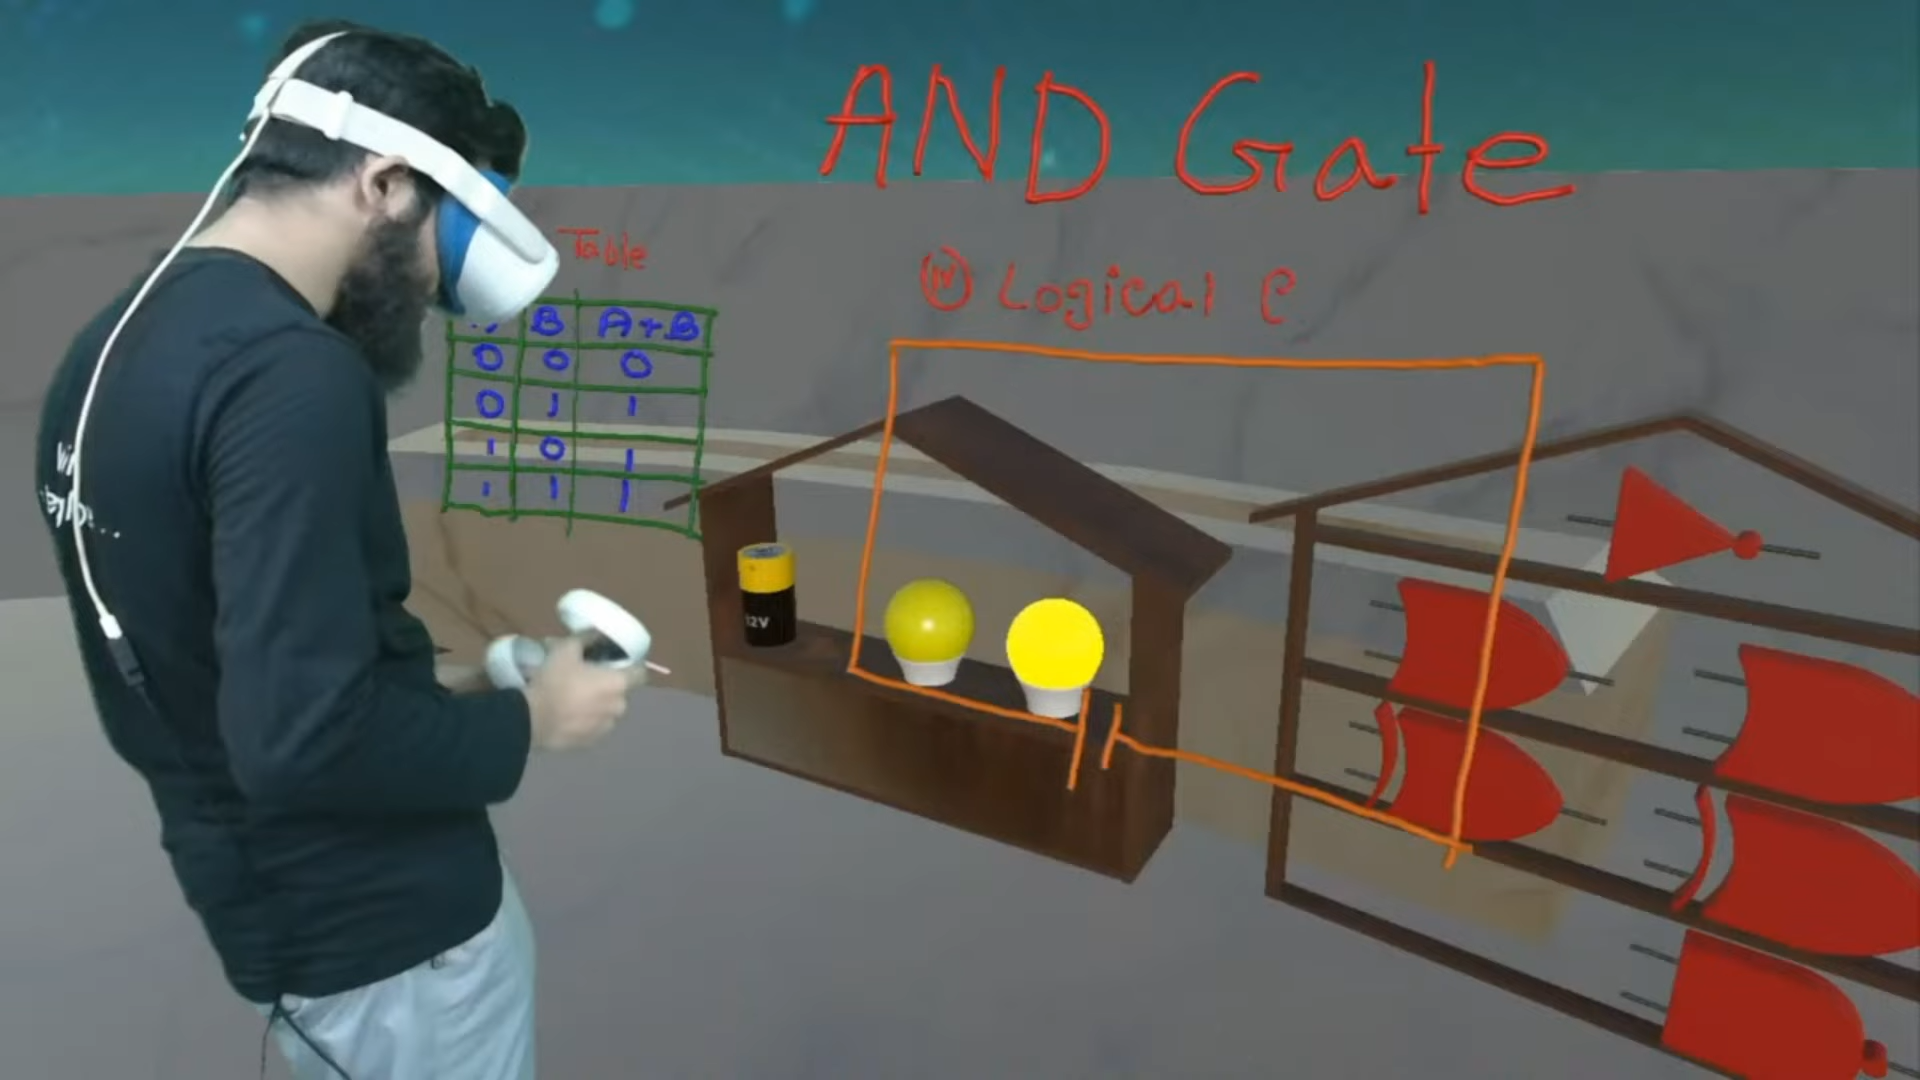 AND Gate
Table
Ⓝ Logical e
B A+B
0 0 0
0 1 1
1 0 1
1 1 1
12V